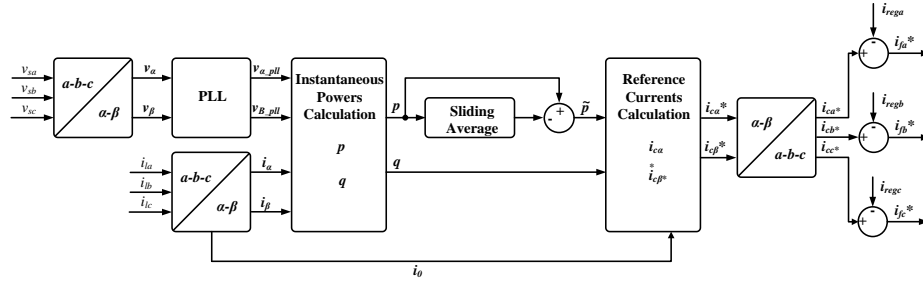 v_sa
v_sb
v_sc
a-b-c
α-β
v_α
v_β
PLL
v_α_pll
v_B_pll
i_la
i_lb
i_lc
a-b-c
α-β
i_α
i_β
Instantaneous
Powers
Calculation
p
q
p
q
Sliding
Average
-
+
p̃
i_0
Reference
Currents
Calculation
i_cα
*
i_cβ*
i_cα*
i_cβ*
α-β
a-b-c
i_ca*
i_cb*
i_cc*
i_rega
-
+
i_fa*
i_regb
-
+
i_fb*
i_regc
-
+
i_fc*